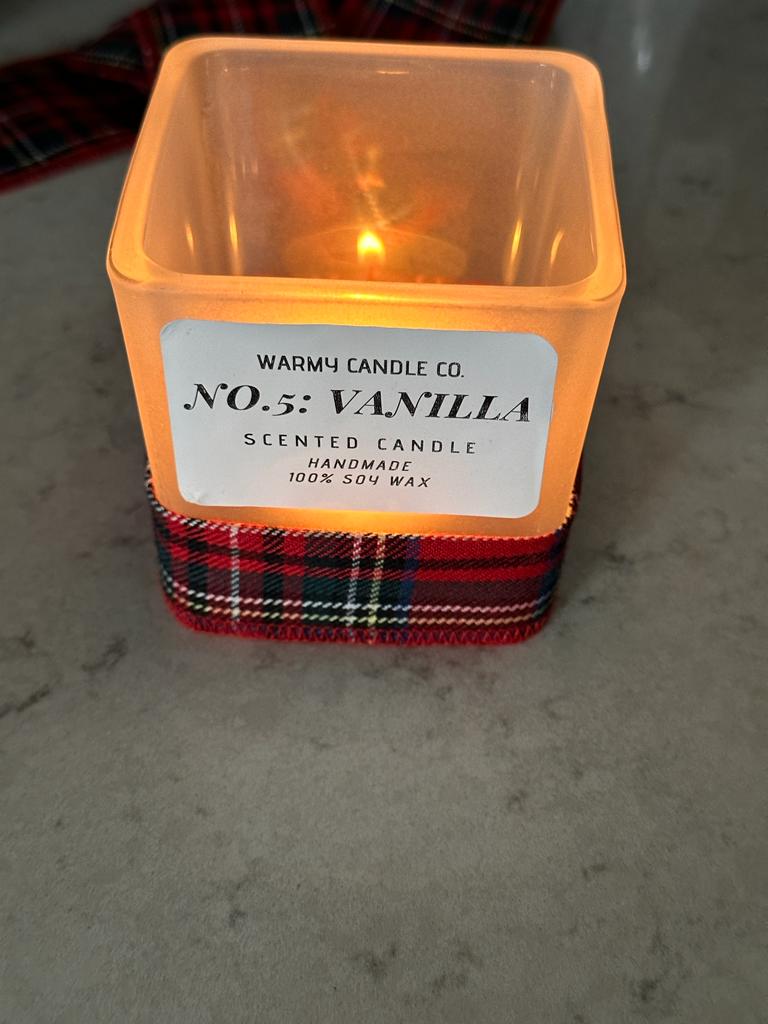 WARMY CANDLE CO.
NO.5: VANILLA
SCENTED CANDLE
HANDMADE
100% SOY WAX